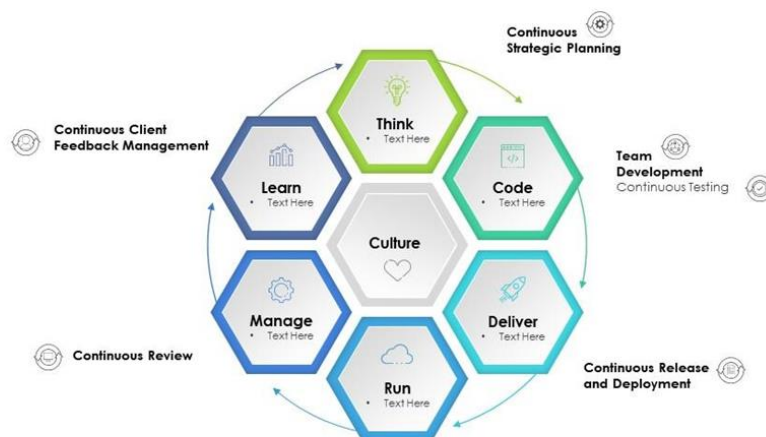 Continuous
Strategic Planning
Think
• Text Here
Continuous Client
Feedback Management
Learn
• Text Here
Code
• Text Here
Team
Development
Continuous Testing
Culture
Manage
• Text Here
Deliver
• Text Here
Continuous Review
Run
• Text Here
Continuous Release
and Deployment